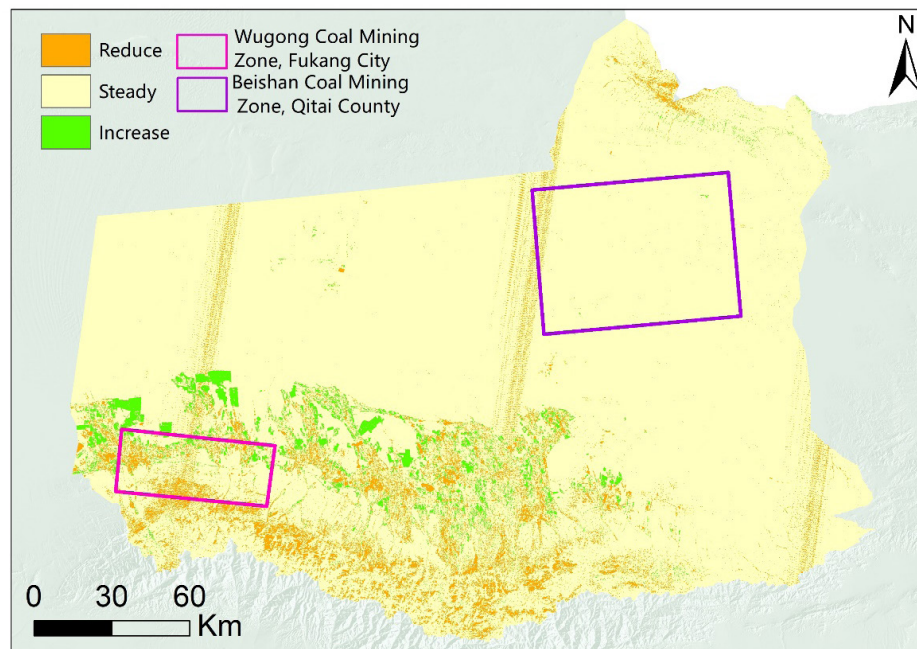 Reduce
Steady
Increase
Wugong Coal Mining
Zone, Fukang City
Beishan Coal Mining
Zone, Qitai County
N
0 30 60
Km